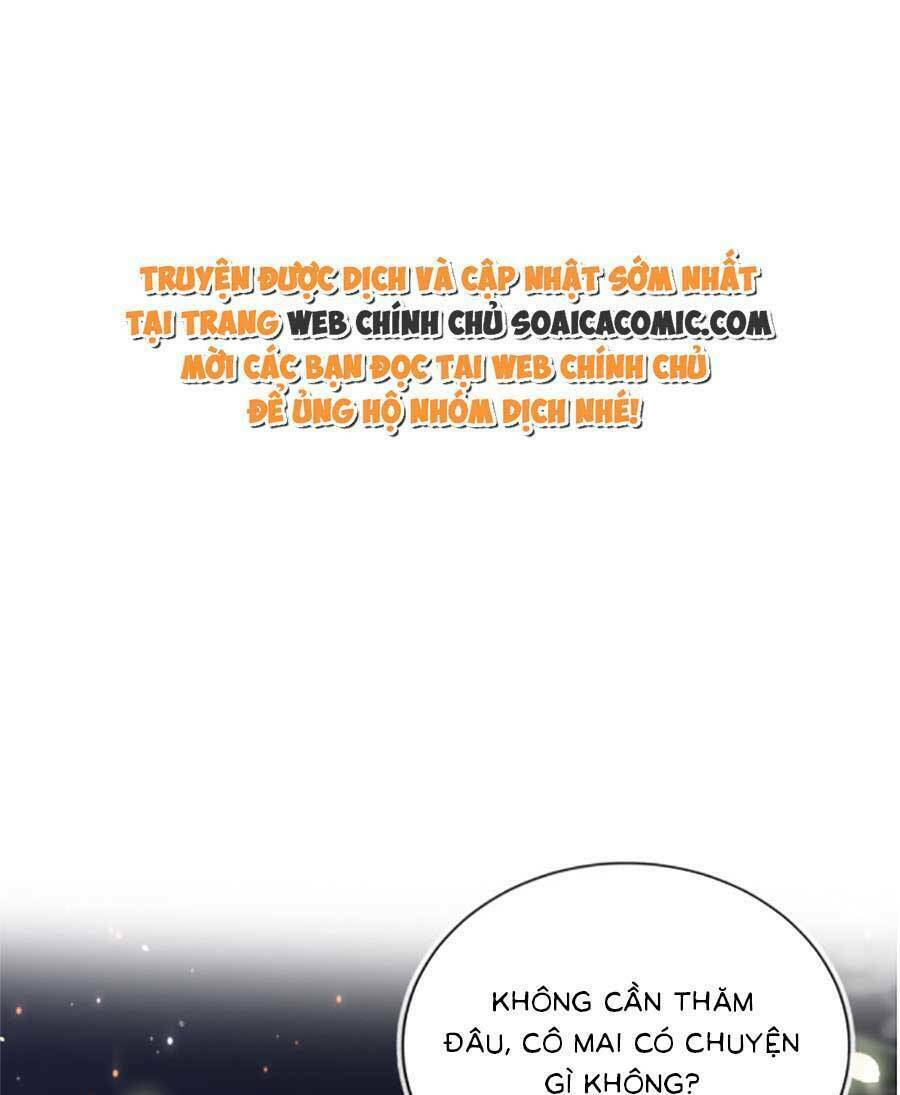 TRUYỆN ĐƯỢC DỊCH VÀ CẬP NHẬT SỚM NHẤT
TẠI TRANG WEB CHÍNH CHỦ SOAICACOMIC.COM
MỜI CÁC BẠN ĐỌC TẠI WEB CHÍNH CHỦ
ĐỂ ỦNG HỘ NHÓM DỊCH NHÉ!
KHÔNG CẦN THĂM
ĐÂU, CÔ MAI CÓ CHUYỆN
GÌ KHÔNG?